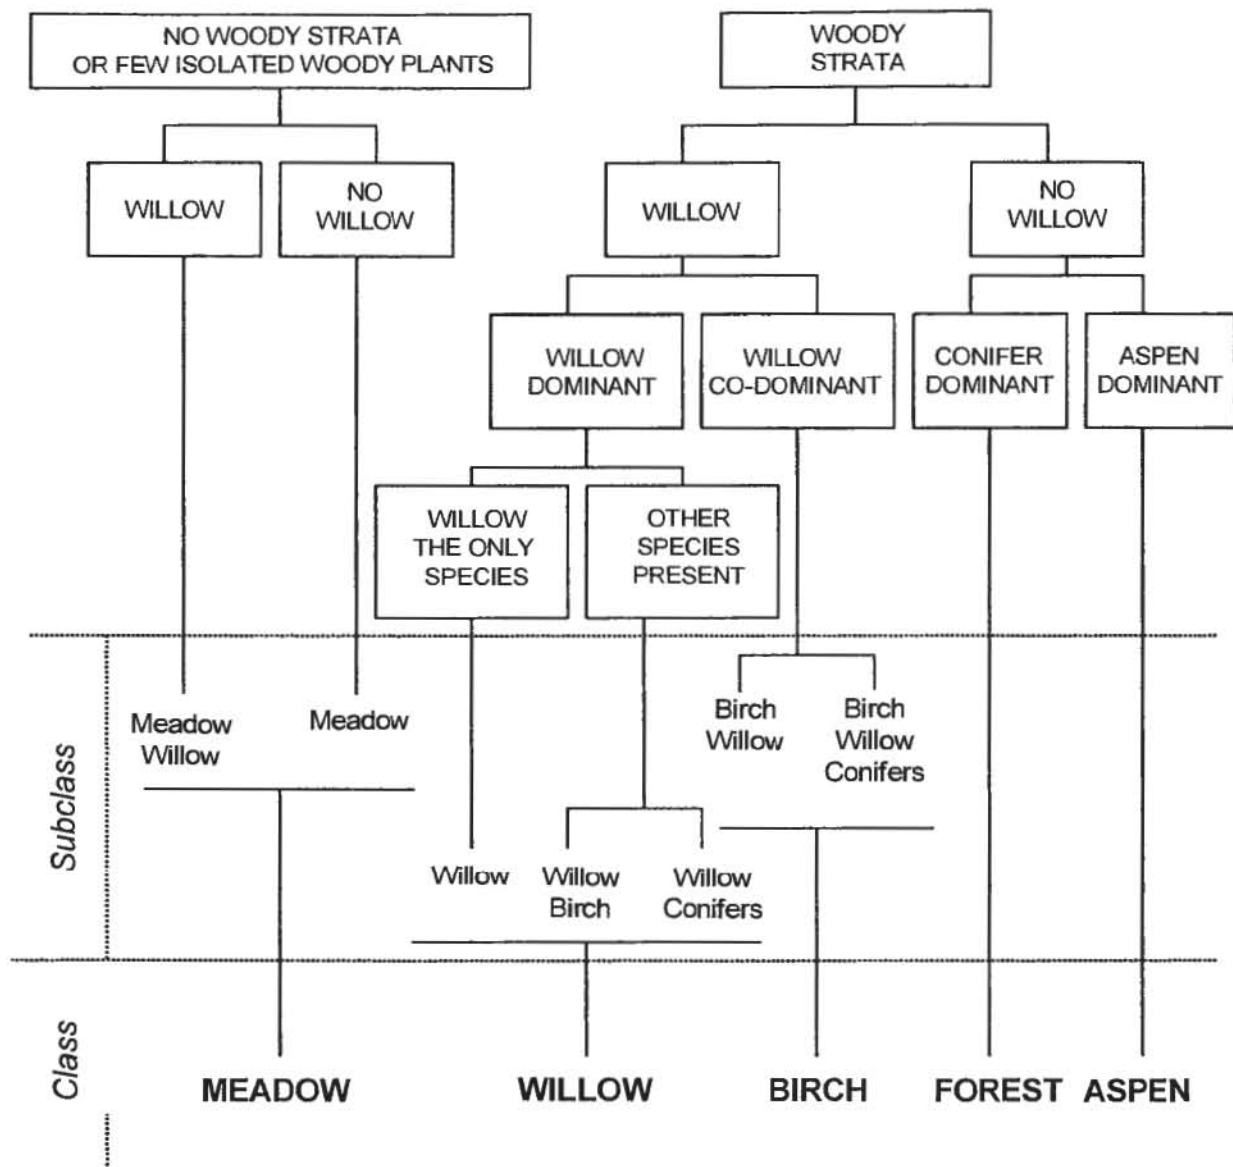 NO WOODY STRATA
OR FEW ISOLATED WOODY PLANTS
WOODY
STRATA
WILLOW
NO
WILLOW
WILLOW
NO
WILLOW
WILLOW
DOMINANT
WILLOW
CO-DOMINANT
CONIFER
DOMINANT
ASPEN
DOMINANT
WILLOW
THE ONLY
SPECIES
OTHER
SPECIES
PRESENT
Subclass
Meadow
Willow
Meadow
Birch
Willow
Birch
Willow
Conifers
Willow
Willow
Birch
Willow
Conifers
Class
MEADOW
WILLOW
BIRCH
FOREST
ASPEN